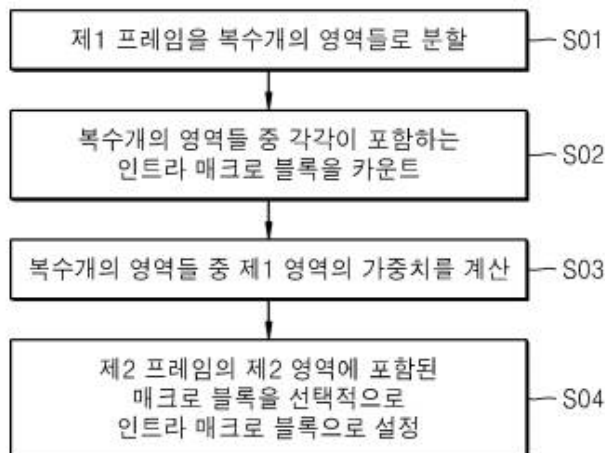 제1 프레임을 복수개의 영역들로 분할
S01
복수개의 영역들 중 각각이 포함하는
인트라 매크로 블록을 카운트
S02
복수개의 영역들 중 제1 영역의 가중치를 계산
S03
제2 프레임의 제2 영역에 포함된
매크로 블록을 선택적으로
인트라 매크로 블록으로 설정
S04